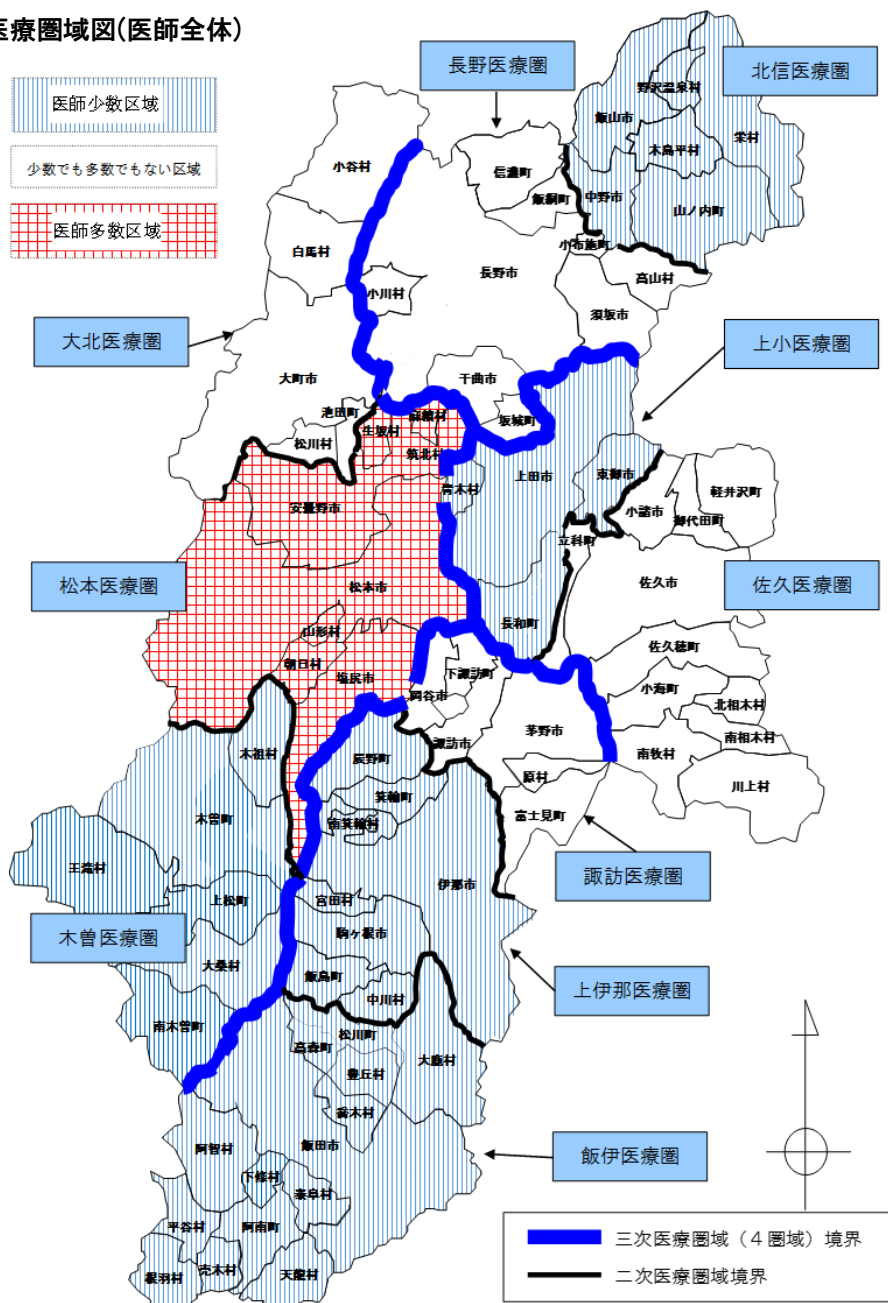 医療圏域図(医師全体)
医師少数区域
少数でも多数でもない区域
医師多数区域
長野医療圏
北信医療圏
野沢温泉村
飯山市
栄村
木島平村
小谷村
信濃町
飯綱町
中野市
山ノ内町
白馬村
小布施町
高山村
長野市
小川村
須坂市
大北医療圏
上小医療圏
大町市
千曲市
池田町
麻績村
坂城町
生坂村
松川村
筑北村
上田市
東御市
青木村
軽井沢町
安曇野市
小諸市
御代田町
立科町
松本医療圏
松本市
佐久市
佐久医療圏
長和町
山形村
佐久穂町
朝日村
塩尻市
下諏訪町
小海町
岡谷市
北相木村
茅野市
南相木村
諏訪市
木祖村
辰野町
南牧村
原村
川上村
箕輪町
木曽町
南箕輪村
富士見町
王滝村
諏訪医療圏
伊那市
上松町
宮田村
木曽医療圏
駒ヶ根市
大桑村
飯島町
上伊那医療圏
中川村
南木曽町
松川町
高森町
大鹿村
豊丘村
喬木村
飯田市
阿智村
飯伊医療圏
下條村
泰阜村
平谷村
阿南町
売木村
天龍村
根羽村
三次医療圏域（４圏域）境界
二次医療圏域境界